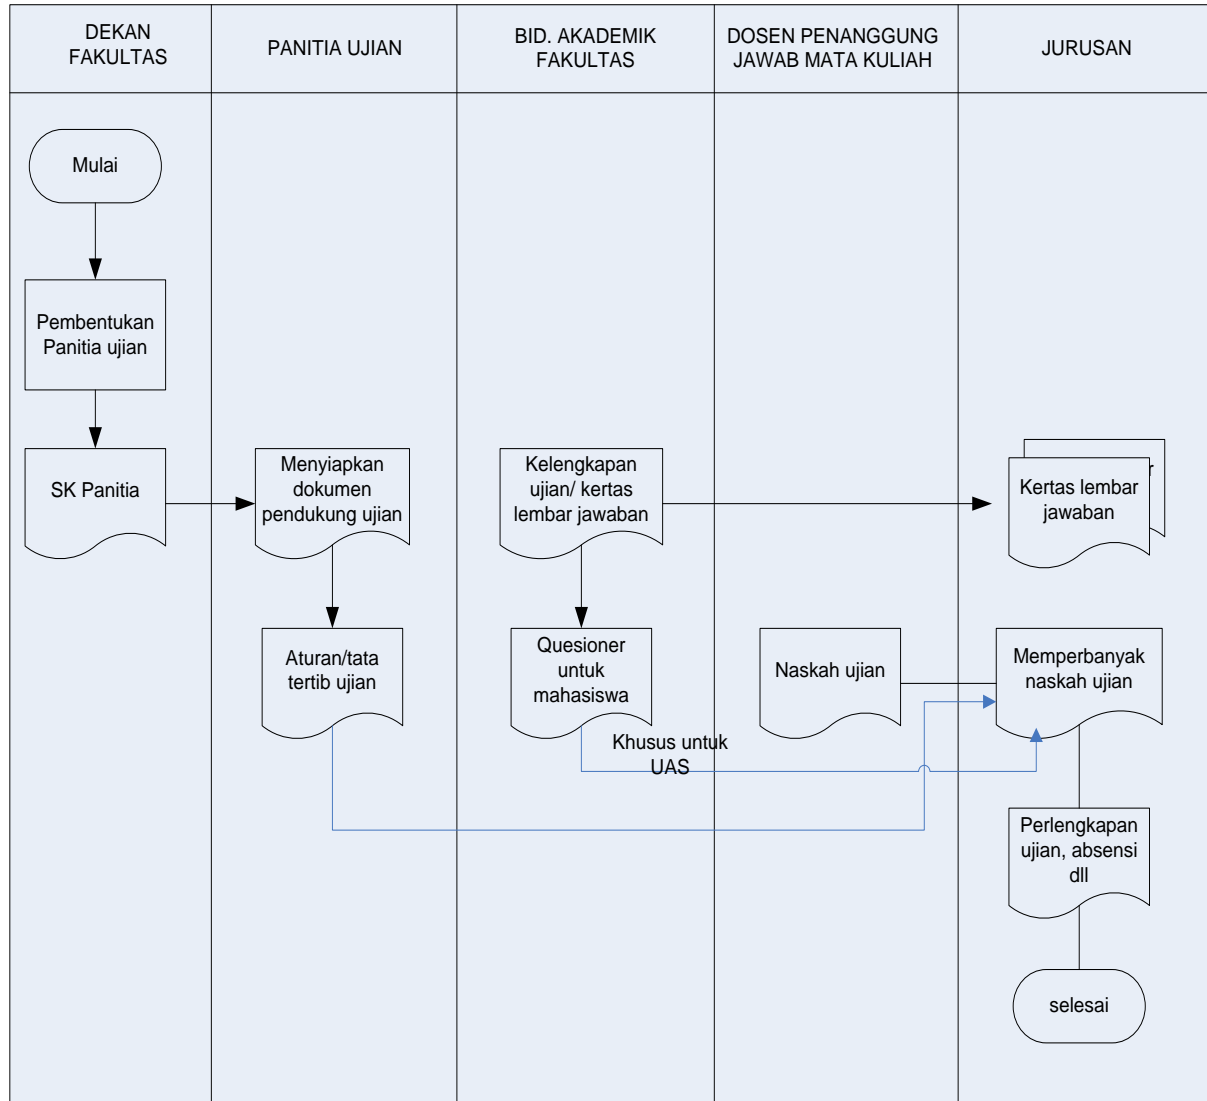 DEKAN
FAKULTAS
PANITIA UJIAN
BID. AKADEMIK
FAKULTAS
DOSEN PENANGGUNG
JAWAB MATA KULIAH
JURUSAN
Mulai
Pembentukan
Panitia ujian
SK Panitia
Menyiapkan
dokumen
pendukung ujian
Kelengkapan
ujian/ kertas
lembar jawaban
Kertas lembar
jawaban
Aturan/tata
tertib ujian
Quesioner
untuk
mahasiswa
Naskah ujian
Memperbanyak
naskah ujian
Khusus untuk
UAS
Perlengkapan
ujian, absensi
dll
selesai